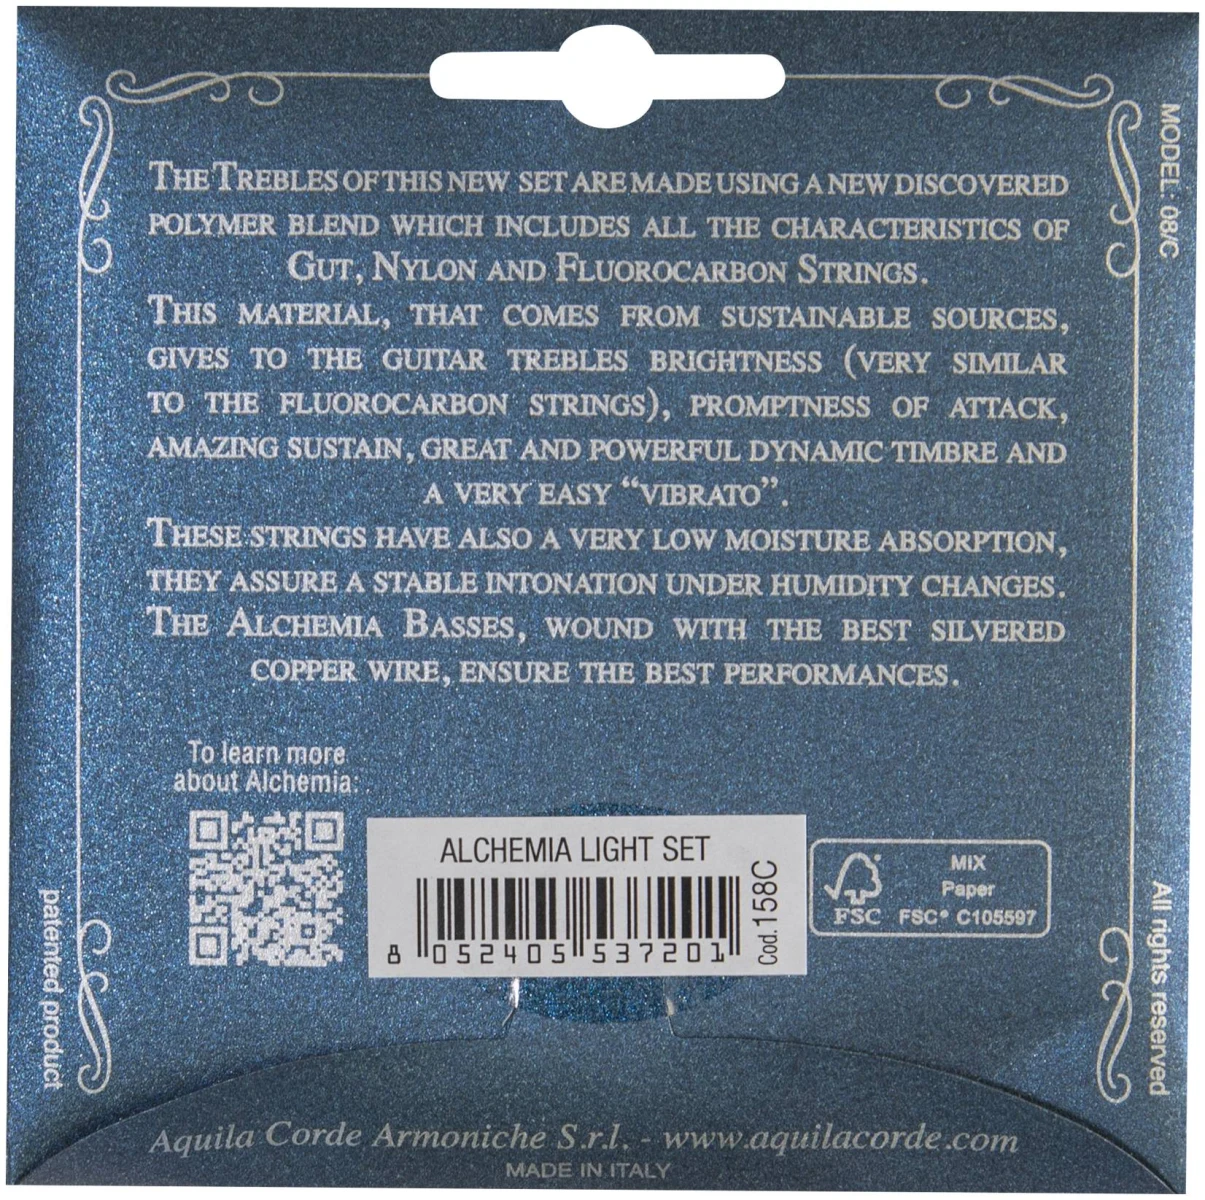 THE TREBLES OF THIS NEW SET ARE MADE USING A NEW DISCOVERED
POLYMER BLEND WHICH INCLUDES ALL THE CHARACTERISTICS OF
GUT, NYLON AND FLUOROCARBON STRINGS.
THIS MATERIAL, THAT COMES FROM SUSTAINABLE SOURCES,
GIVES TO THE GUITAR TREBLES BRIGHTNESS (VERY SIMILAR
TO THE FLUOROCARBON STRINGS), PROMPTNESS OF ATTACK,
AMAZING SUSTAIN, GREAT AND POWERFUL DYNAMIC TIMBRE AND
A VERY EASY “VIBRATO”.
THESE STRINGS HAVE ALSO A VERY LOW MOISTURE ABSORPTION,
THEY ASSURE A STABLE INTONATION UNDER HUMIDITY CHANGES.
THE ALCHEMIA BASSES, WOUND WITH THE BEST SILVERED
COPPER WIRE, ENSURE THE BEST PERFORMANCES.
MODEL: 08/C
To learn more
about Alchemia:
ALCHEMIA LIGHT SET
8 052405 537201
Cod. 158C
FSC
MIX
Paper
FSC® C105597
patented product
All rights reserved
Aquila Corde Armoniche S.r.l. - www.aquilacorde.com
MADE IN ITALY